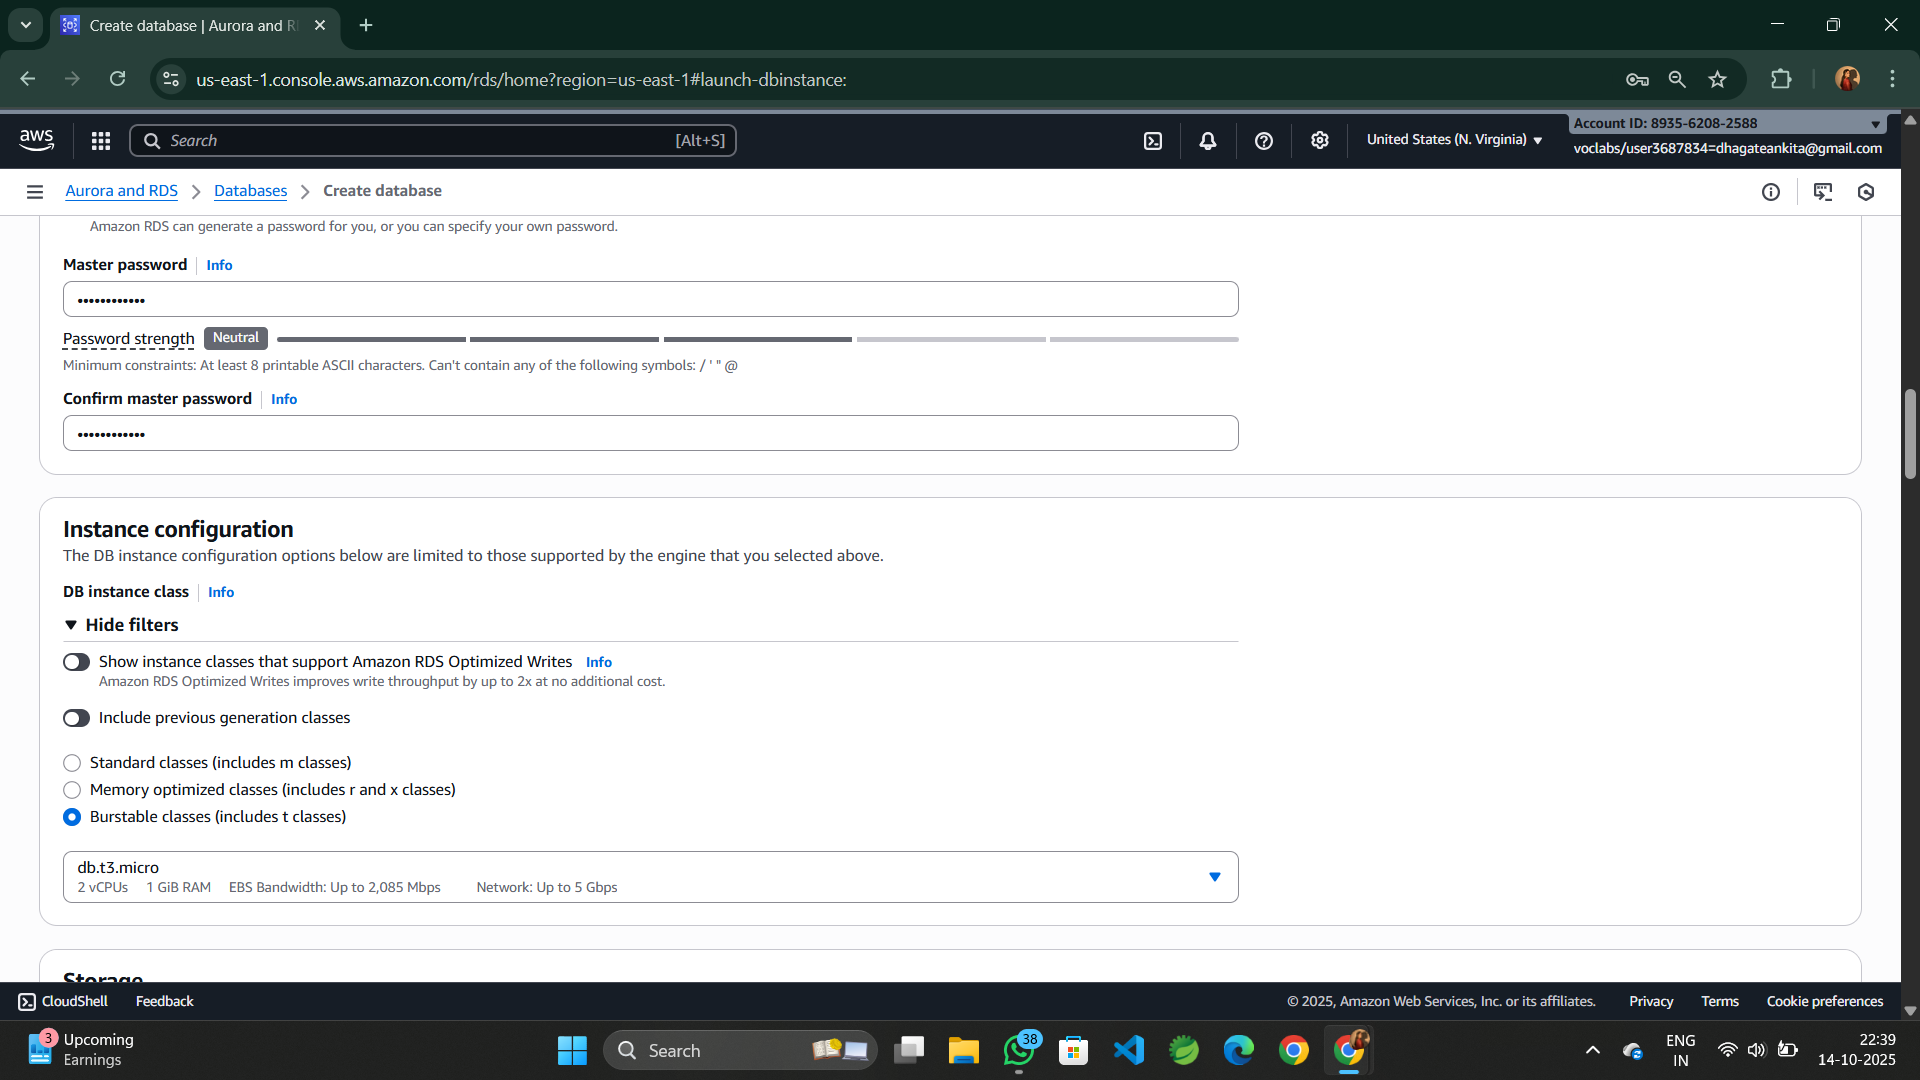 Create database | Aurora and R
us-east-1.console.aws.amazon.com/rds/home?region=us-east-1#launch-dbinstance:
aws
Search
[Alt+S]
United States (N. Virginia)
Account ID: 8935-6208-2588
voclabs/user3687834=dhagateankita@gmail.com
Aurora and RDS
Databases
Create database
Amazon RDS can generate a password for you, or you can specify your own password.
Master password
Info
••••••••••••
Password strength
Neutral
Minimum constraints: At least 8 printable ASCII characters. Can't contain any of the following symbols: / ' " @
Confirm master password
Info
••••••••••••
Instance configuration
The DB instance configuration options below are limited to those supported by the engine that you selected above.
DB instance class
Info
Hide filters
Show instance classes that support Amazon RDS Optimized Writes
Info
Amazon RDS Optimized Writes improves write throughput by up to 2x at no additional cost.
Include previous generation classes
Standard classes (includes m classes)
Memory optimized classes (includes r and x classes)
Burstable classes (includes t classes)
db.t3.micro
2 vCPUs 1 GiB RAM EBS Bandwidth: Up to 2,085 Mbps Network: Up to 5 Gbps
Storage
CloudShell
Feedback
© 2025, Amazon Web Services, Inc. or its affiliates.
Privacy
Terms
Cookie preferences
3
Upcoming
Earnings
Search
38
ENG
IN
22:39
14-10-2025